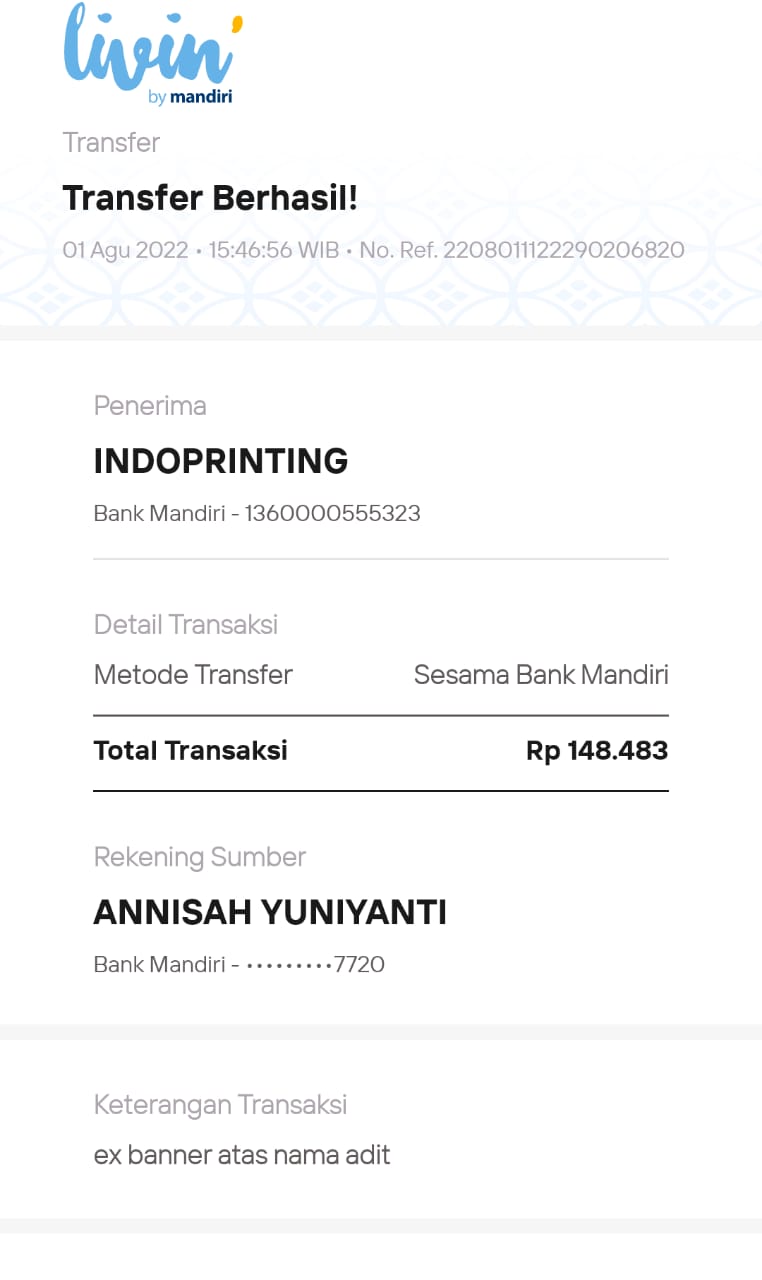 livin'
by mandiri
Transfer
Transfer Berhasil!
01 Agu 2022 • 15:46:56 WIB • No. Ref. 2208011122290206820
Penerima
INDOPRINTING
Bank Mandiri - 1360000555323
Detail Transaksi
Metode Transfer Sesama Bank Mandiri
Total Transaksi Rp 148.483
Rekening Sumber
ANNISAH YUNIYANTI
Bank Mandiri - •••••••••7720
Keterangan Transaksi
ex banner atas nama adit